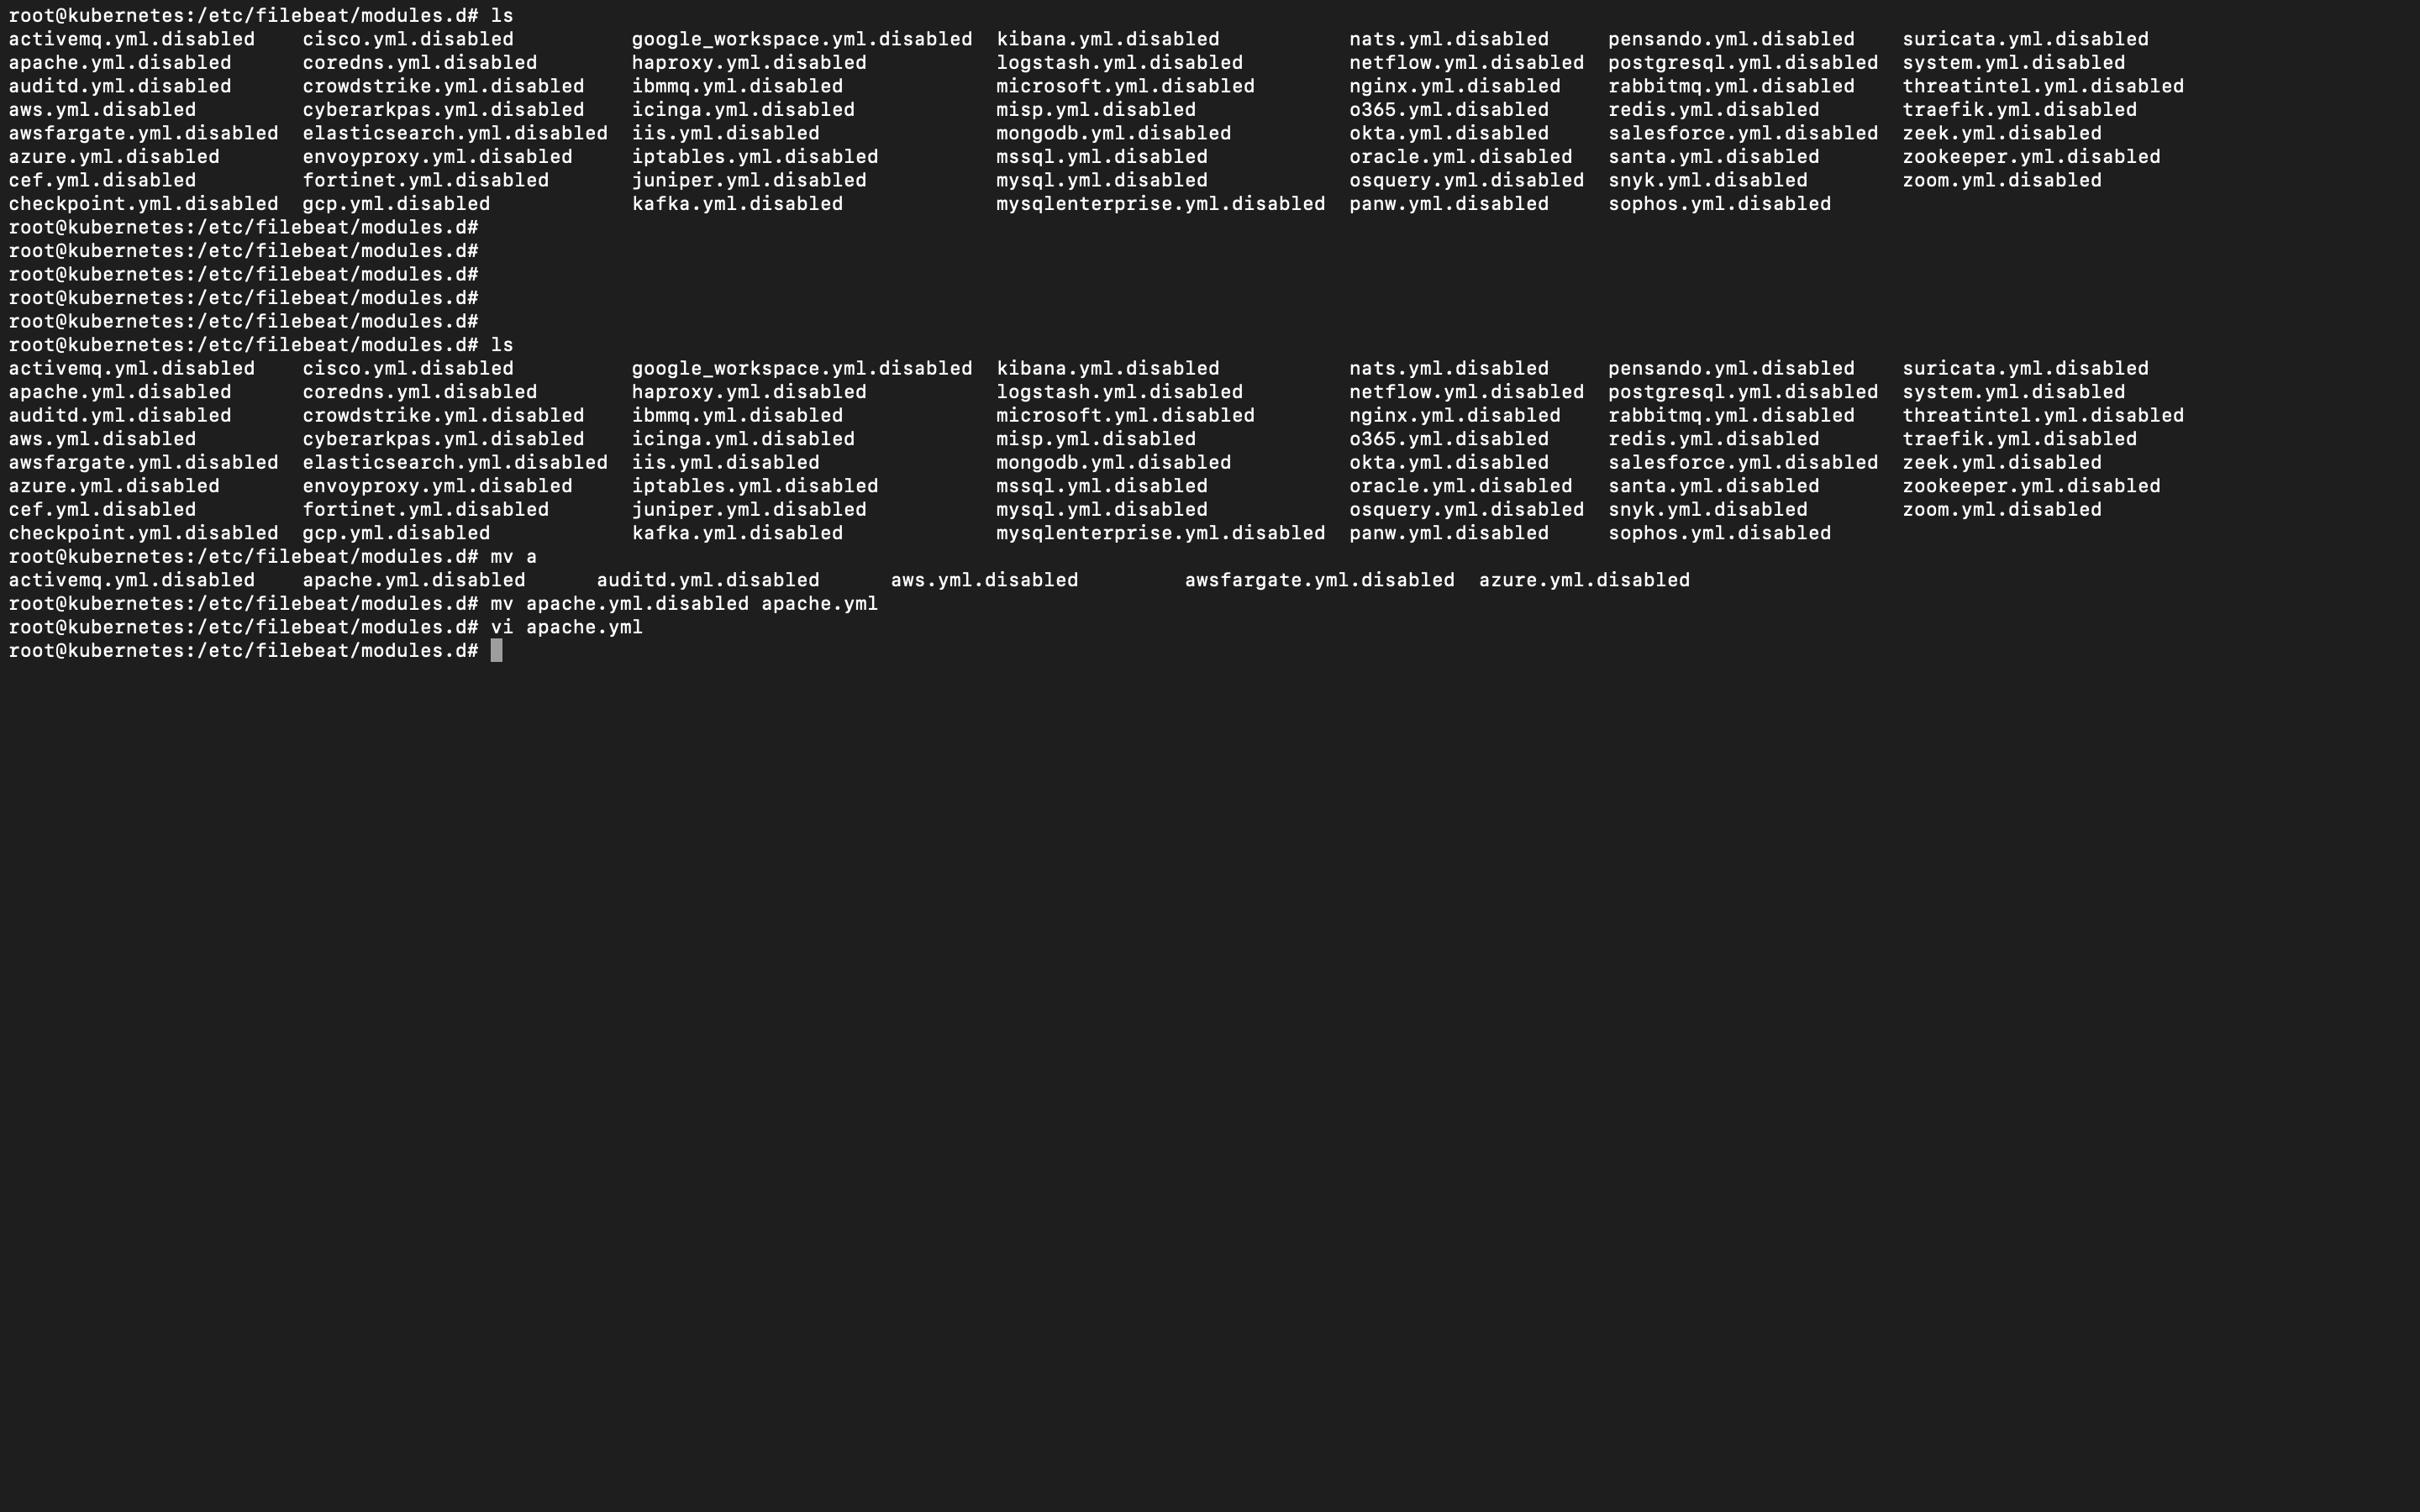 root@kubernetes:/etc/filebeat/modules.d# ls
activemq.yml.disabled    cisco.yml.disabled          google_workspace.yml.disabled  kibana.yml.disabled           nats.yml.disabled     pensando.yml.disabled    suricata.yml.disabled
apache.yml.disabled      coredns.yml.disabled        haproxy.yml.disabled           logstash.yml.disabled         netflow.yml.disabled  postgresql.yml.disabled  system.yml.disabled
auditd.yml.disabled      crowdstrike.yml.disabled    ibmmq.yml.disabled             microsoft.yml.disabled        nginx.yml.disabled    rabbitmq.yml.disabled    threatintel.yml.disabled
aws.yml.disabled         cyberarkpas.yml.disabled    icinga.yml.disabled            misp.yml.disabled             o365.yml.disabled     redis.yml.disabled       traefik.yml.disabled
awsfargate.yml.disabled  elasticsearch.yml.disabled  iis.yml.disabled               mongodb.yml.disabled          okta.yml.disabled     salesforce.yml.disabled  zeek.yml.disabled
azure.yml.disabled       envoyproxy.yml.disabled     iptables.yml.disabled          mssql.yml.disabled            oracle.yml.disabled   santa.yml.disabled       zookeeper.yml.disabled
cef.yml.disabled         fortinet.yml.disabled       juniper.yml.disabled           mysql.yml.disabled            osquery.yml.disabled  snyk.yml.disabled        zoom.yml.disabled
checkpoint.yml.disabled  gcp.yml.disabled            kafka.yml.disabled             mysqlenterprise.yml.disabled  panw.yml.disabled     sophos.yml.disabled
root@kubernetes:/etc/filebeat/modules.d#
root@kubernetes:/etc/filebeat/modules.d#
root@kubernetes:/etc/filebeat/modules.d#
root@kubernetes:/etc/filebeat/modules.d#
root@kubernetes:/etc/filebeat/modules.d#
root@kubernetes:/etc/filebeat/modules.d# ls
activemq.yml.disabled    cisco.yml.disabled          google_workspace.yml.disabled  kibana.yml.disabled           nats.yml.disabled     pensando.yml.disabled    suricata.yml.disabled
apache.yml.disabled      coredns.yml.disabled        haproxy.yml.disabled           logstash.yml.disabled         netflow.yml.disabled  postgresql.yml.disabled  system.yml.disabled
auditd.yml.disabled      crowdstrike.yml.disabled    ibmmq.yml.disabled             microsoft.yml.disabled        nginx.yml.disabled    rabbitmq.yml.disabled    threatintel.yml.disabled
aws.yml.disabled         cyberarkpas.yml.disabled    icinga.yml.disabled            misp.yml.disabled             o365.yml.disabled     redis.yml.disabled       traefik.yml.disabled
awsfargate.yml.disabled  elasticsearch.yml.disabled  iis.yml.disabled               mongodb.yml.disabled          okta.yml.disabled     salesforce.yml.disabled  zeek.yml.disabled
azure.yml.disabled       envoyproxy.yml.disabled     iptables.yml.disabled          mssql.yml.disabled            oracle.yml.disabled   santa.yml.disabled       zookeeper.yml.disabled
cef.yml.disabled         fortinet.yml.disabled       juniper.yml.disabled           mysql.yml.disabled            osquery.yml.disabled  snyk.yml.disabled        zoom.yml.disabled
checkpoint.yml.disabled  gcp.yml.disabled            kafka.yml.disabled             mysqlenterprise.yml.disabled  panw.yml.disabled     sophos.yml.disabled
root@kubernetes:/etc/filebeat/modules.d# mv a
activemq.yml.disabled    apache.yml.disabled      auditd.yml.disabled      aws.yml.disabled         awsfargate.yml.disabled  azure.yml.disabled
root@kubernetes:/etc/filebeat/modules.d# mv apache.yml.disabled apache.yml
root@kubernetes:/etc/filebeat/modules.d# vi apache.yml
root@kubernetes:/etc/filebeat/modules.d#